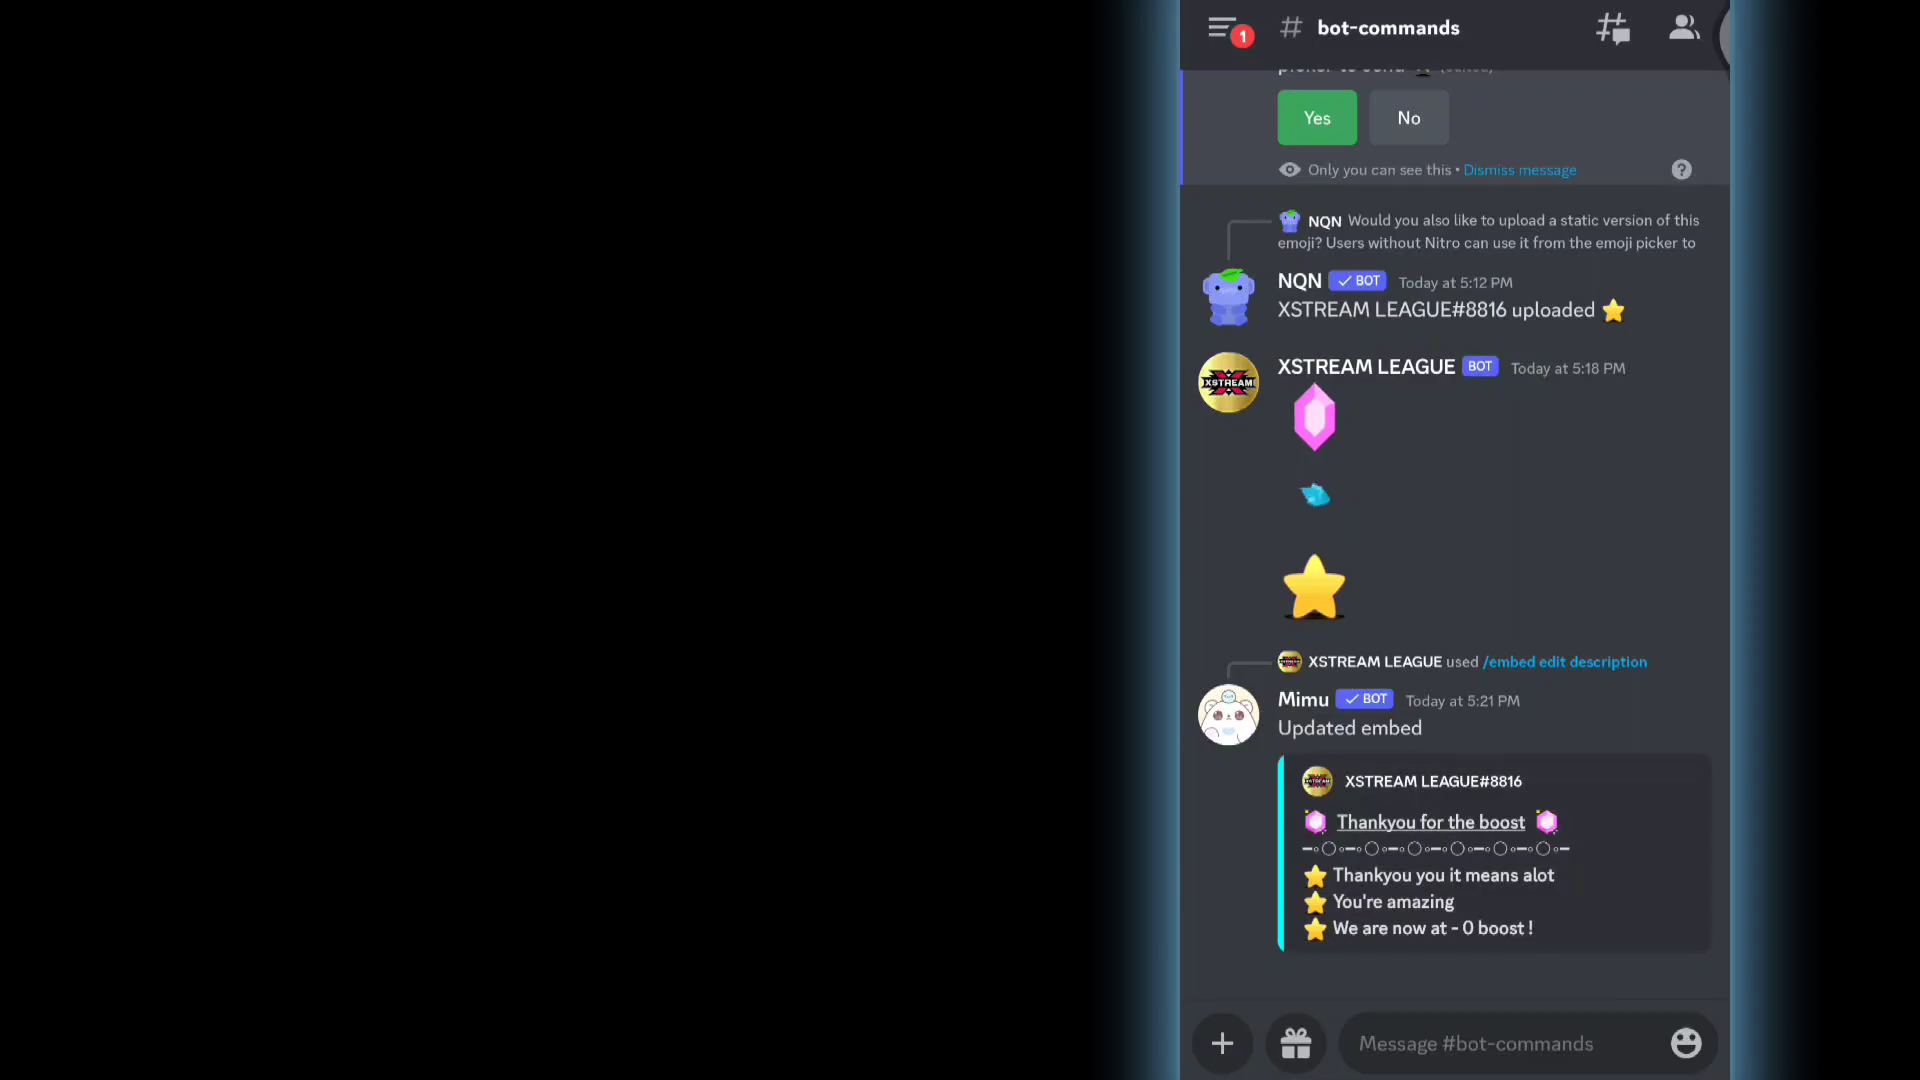 1
bot-commands
Yes
No
Only you can see this • Dismiss message
NQN Would you also like to upload a static version of this
emoji? Users without Nitro can use it from the emoji picker to
NQN BOT Today at 5:12 PM
XSTREAM LEAGUE#8816 uploaded
XSTREAM LEAGUE BOT Today at 5:18 PM
XSTREAM
XSTREAM LEAGUE used /embed edit description
Mimu BOT Today at 5:21 PM
Updated embed
XSTREAM LEAGUE#8816
Thankyou for the boost
Thankyou you it means alot
You're amazing
We are now at - 0 boost !
Message #bot-commands